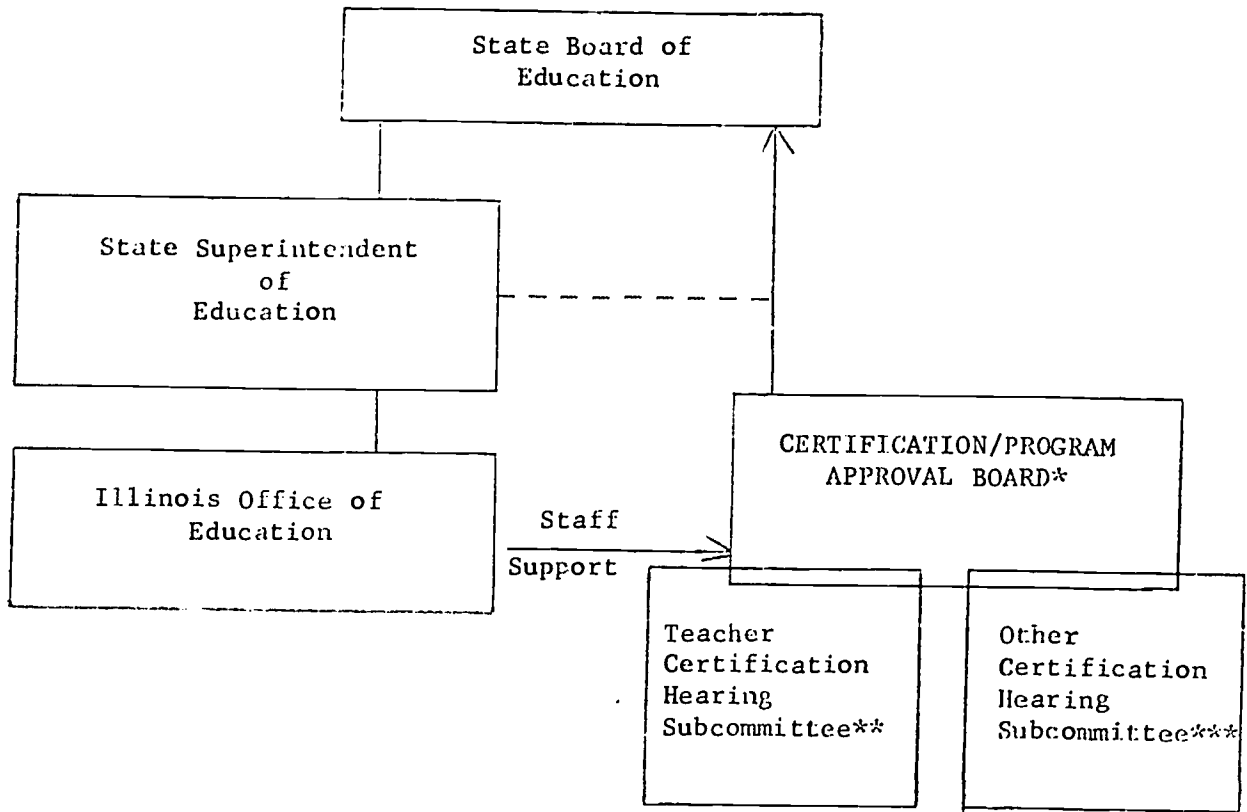 State Board of
Education
State Superintendent
of
Education
Illinois Office of
Education
Staff
Support
CERTIFICATION/PROGRAM
APPROVAL BOARD*
Teacher
Certification
Hearing
Subcommittee**
Other
Certification
Hearing
Subcommittee***